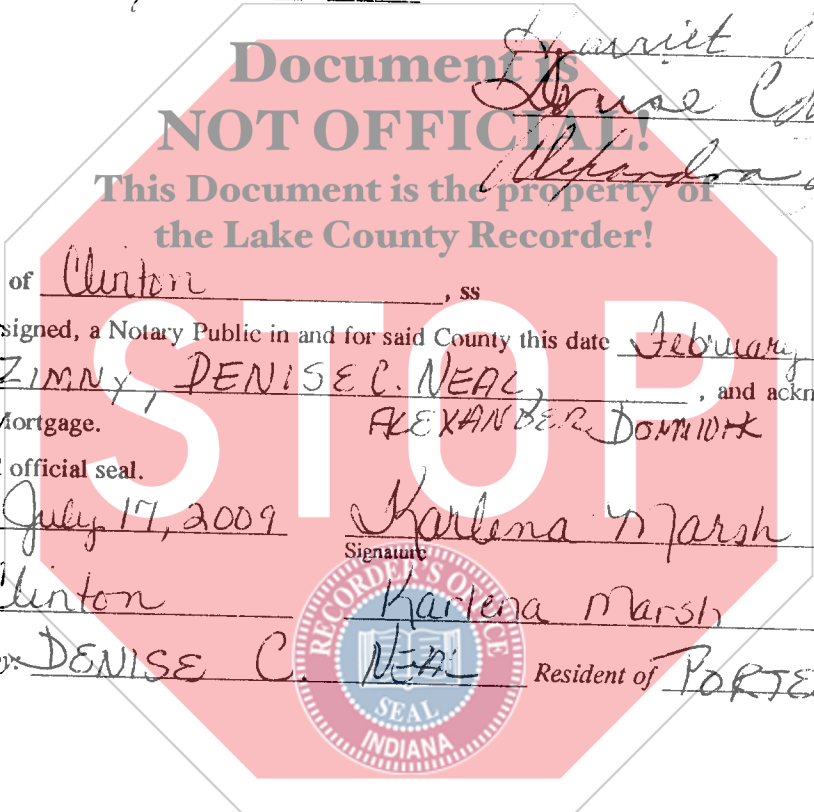 Harriet
Denise
Alexandra
Document is
NOT OFFICIAL!
This Document is the property of
the Lake County Recorder!
of Clinton, ss
signed, a Notary Public in and for said County this date February
ZIMNY, DENISE C. NEAL, , and ackn
Mortgage. ALEXANDER
official seal.
STOP
July 17, 2009 Karlena Marsh
Signature
Clinton Karlena Marsh
y: DENISE C. NEAL Resident of PORTE
RECORDER'S OFFICE
SEAL
INDIANA